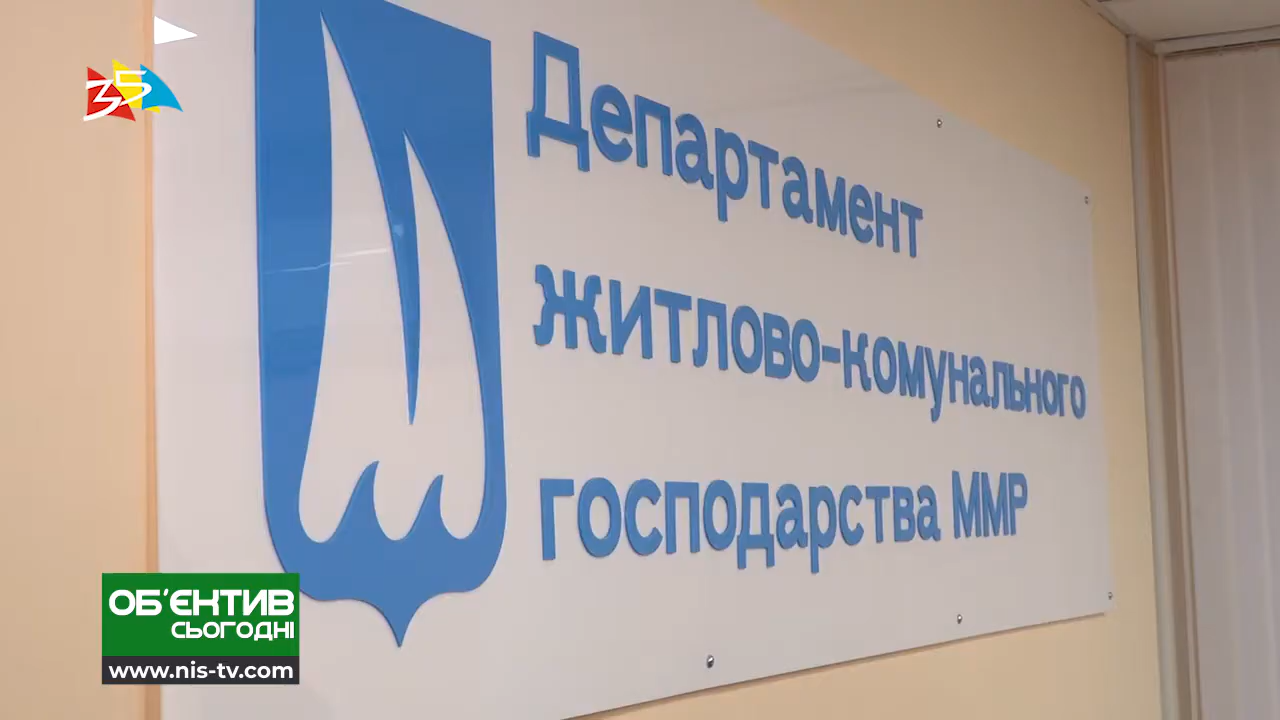 35
Департамент
житлово-комунального
господарства ММР
ОБ'ЄКТИВ
СЬОГОДНІ
www.nis-tv.com